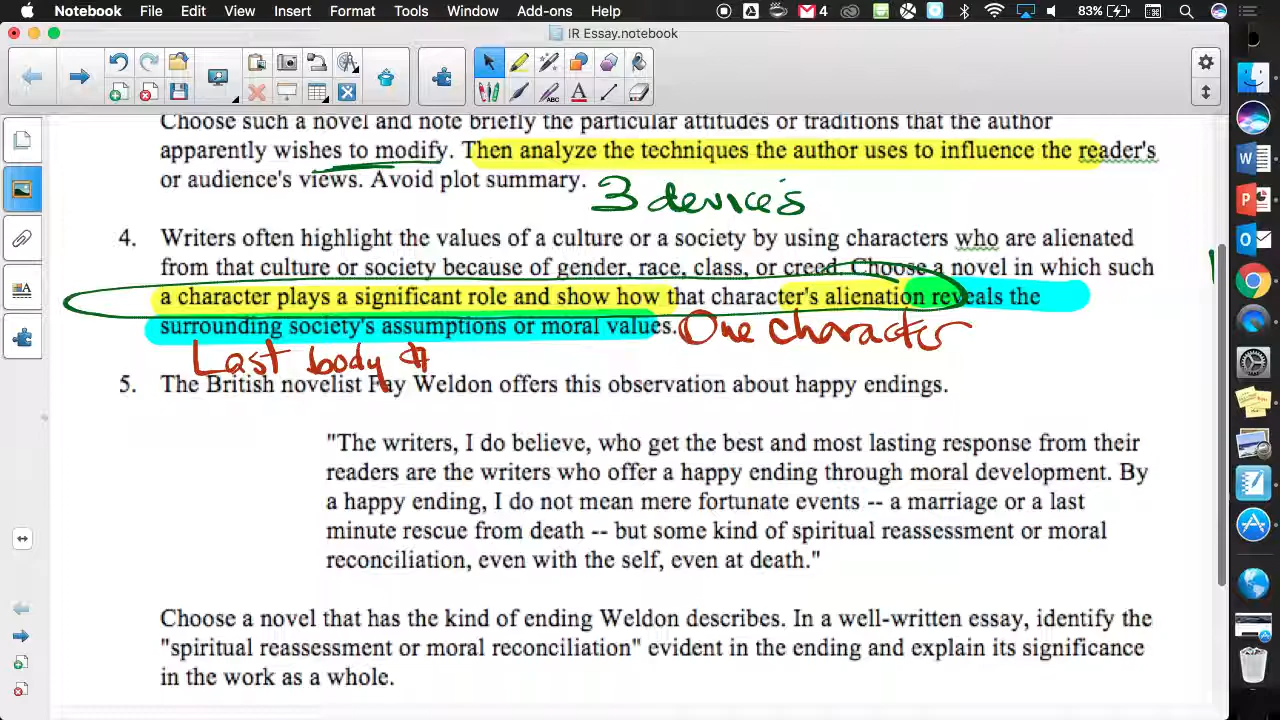 Notebook File Edit View Insert Format Tools Window Add-ons Help 4 83%
IR Essay.notebook
Choose such a novel and note briefly the particular attitudes or traditions that the author
apparently wishes to modify. Then analyze the techniques the author uses to influence the reader's
or audience's views. Avoid plot summary.
3 devices
4. Writers often highlight the values of a culture or a society by using characters who are alienated
from that culture or society because of gender, race, class, or creed. Choose a novel in which such
a character plays a significant role and show how that character's alienation reveals the
surrounding society's assumptions or moral values. One character
Last body ¶
5. The British novelist Fay Weldon offers this observation about happy endings.
"The writers, I do believe, who get the best and most lasting response from their
readers are the writers who offer a happy ending through moral development. By
a happy ending, I do not mean mere fortunate events -- a marriage or a last
minute rescue from death -- but some kind of spiritual reassessment or moral
reconciliation, even with the self, even at death."
Choose a novel that has the kind of ending Weldon describes. In a well-written essay, identify the
"spiritual reassessment or moral reconciliation" evident in the ending and explain its significance
in the work as a whole.